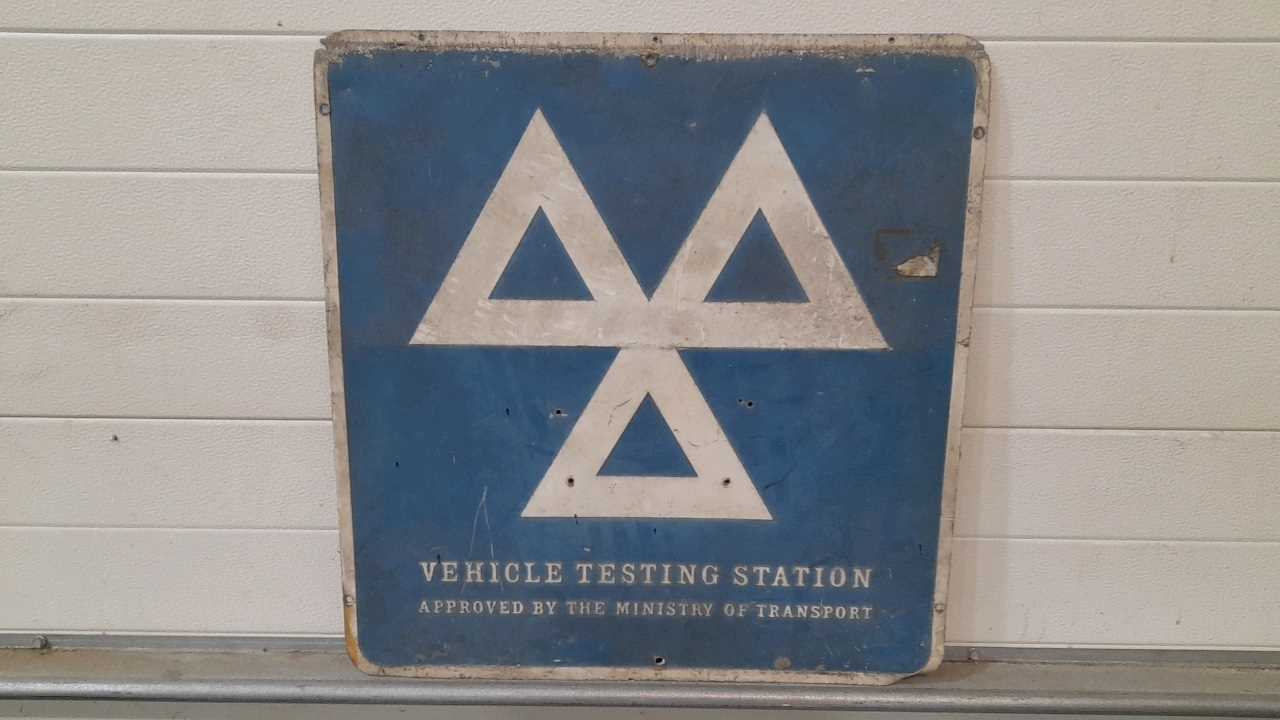 VEHICLE TESTING STATION
APPROVED BY THE MINISTRY OF TRANSPORT